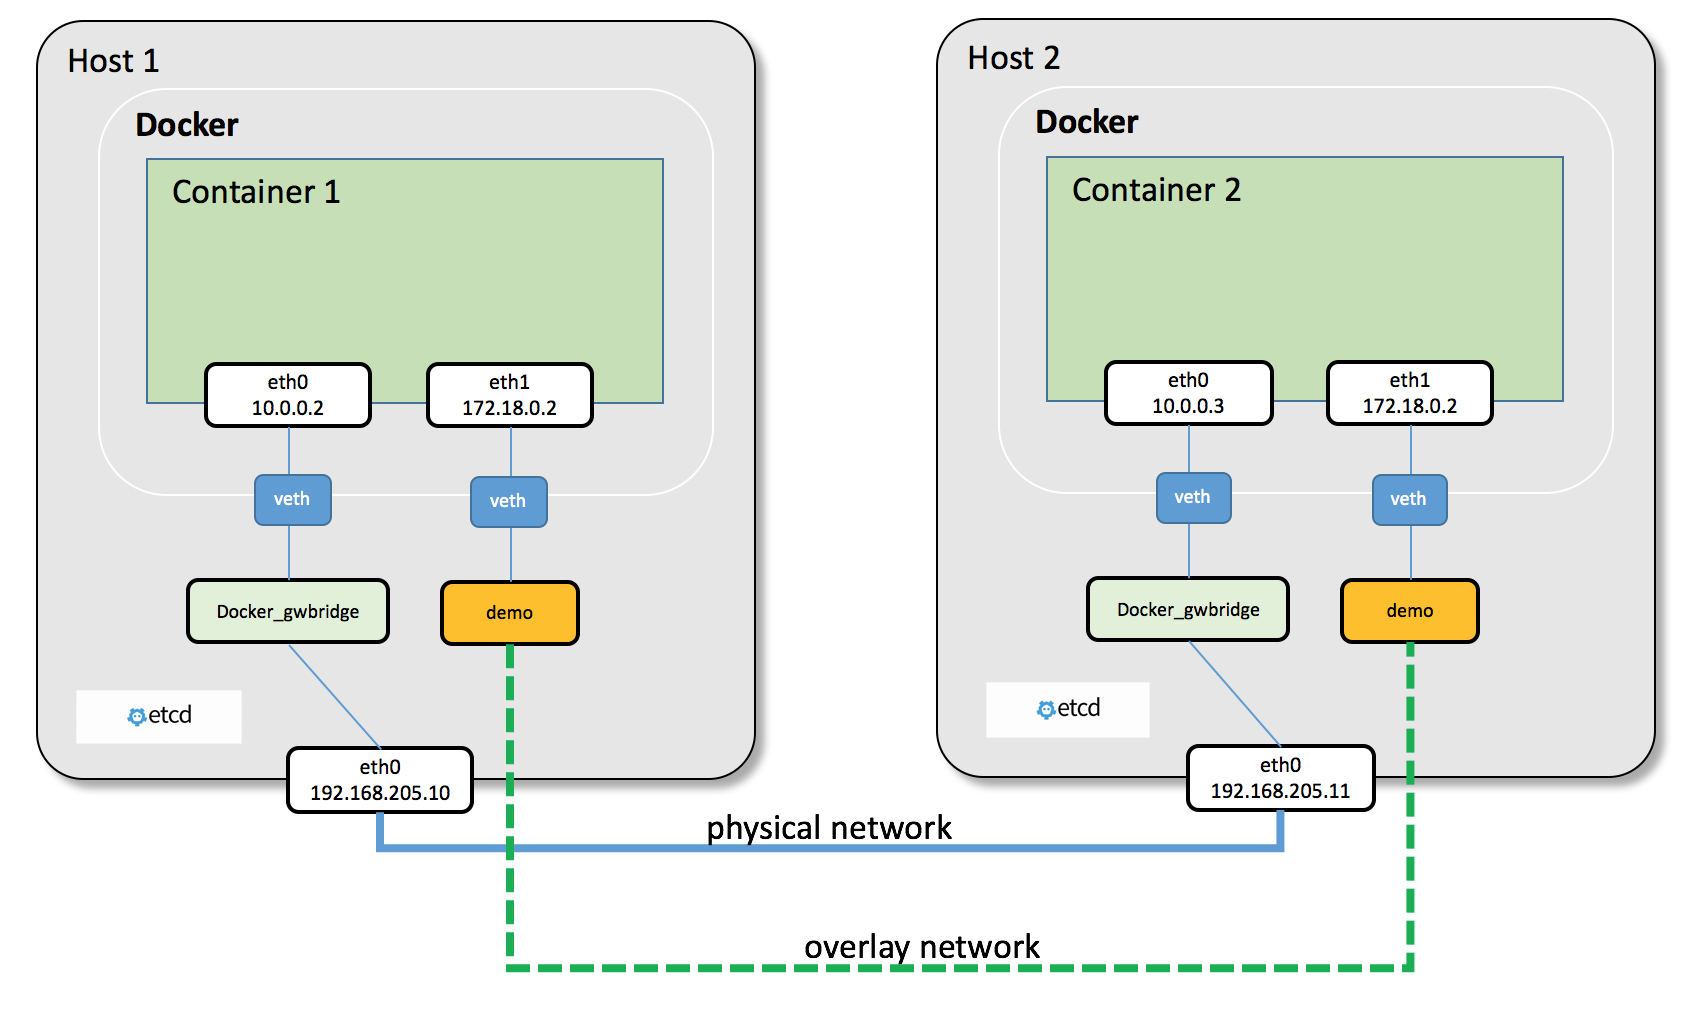 Host 1
Docker
Container 1
eth0
10.0.0.2
eth1
172.18.0.2
veth
veth
Docker_gwbridge
demo
etcd
eth0
192.168.205.10
Host 2
Docker
Container 2
eth0
10.0.0.3
eth1
172.18.0.2
veth
veth
Docker_gwbridge
demo
etcd
eth0
192.168.205.11
physical network
overlay network